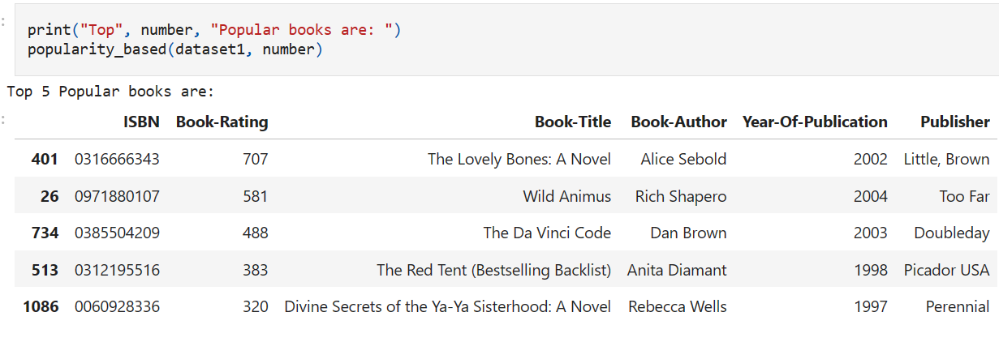 print("Top", number, "Popular books are: ")
popularity_based(dataset1, number)
Top 5 Popular books are:
ISBN Book-Rating Book-Title Book-Author Year-Of-Publication Publisher
401 0316666343 707 The Lovely Bones: A Novel Alice Sebold 2002 Little, Brown
26 0971880107 581 Wild Animus Rich Shapero 2004 Too Far
734 0385504209 488 The Da Vinci Code Dan Brown 2003 Doubleday
513 0312195516 383 The Red Tent (Bestselling Backlist) Anita Diamant 1998 Picador USA
1086 0060928336 320 Divine Secrets of the Ya-Ya Sisterhood: A Novel Rebecca Wells 1997 Perennial